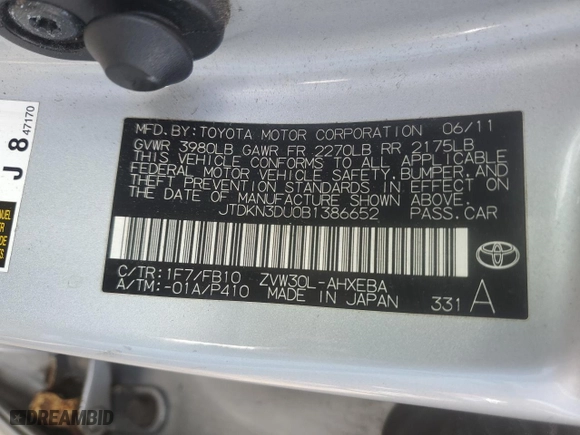 MFD.BY:TOYOTA MOTOR CORPORATION 06/11
GVWR 3980LB GAWR FR 2270LB RR 2175LB
THIS VEHICLE CONFORMS TO ALL APPLICABLE
FEDERAL MOTOR VEHICLE SAFETY,BUMPER,AND
THEFT PREVENTION STANDARDS IN EFFECT ON
THE DATE OF MANUFACTURE SHOWN ABOVE.
JTDKN3DU0B1386652 PASS.CAR
C/TR:1F7/FB10 ZVW30L-AHXEBA
A/TM:-01A/P410 MADE IN JAPAN 331 A
J 8
47170
DREAMBID